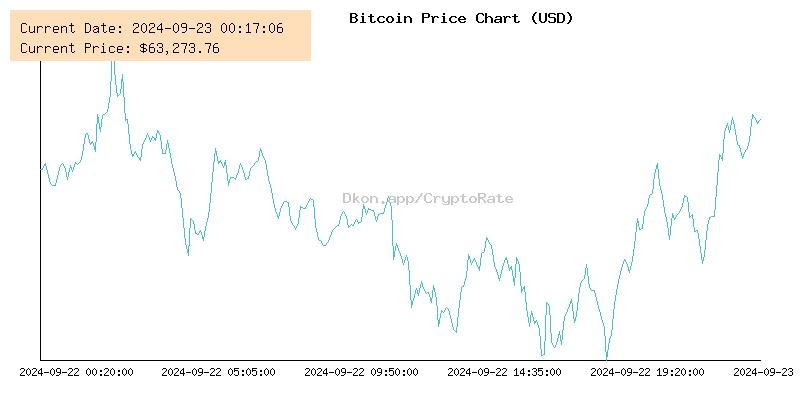 Bitcoin Price Chart (USD)
Current Date: 2024-09-23 00:17:06
Current Price: $63,273.76
Dkon.app/CryptoRate
2024-09-22 00:20:00 2024-09-22 05:05:00 2024-09-22 09:50:00 2024-09-22 14:35:00 2024-09-22 19:20:00 2024-09-23